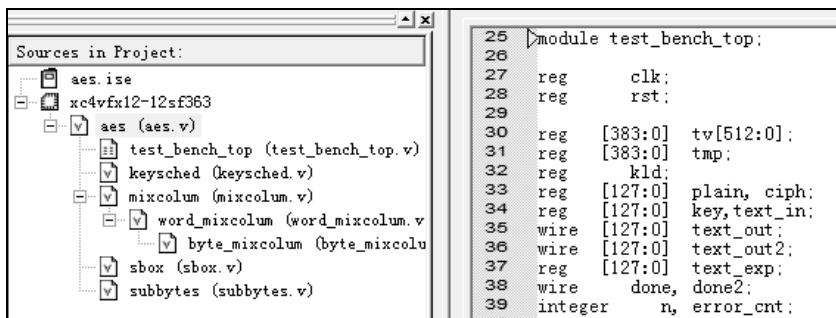 Sources in Project:
aes.ise
xc4vfx12-12sf363
aes (aes.v)
test_bench_top (test_bench_top.v)
keysched (keysched.v)
mixcolum (mixcolum.v)
word_mixcolum (word_mixcolum.v
byte_mixcolum (byte_mixcolu
sbox (sbox.v)
subbytes (subbytes.v)
25 module test_bench_top;
26
27 reg clk;
28 reg rst;
29
30 reg [383:0] tv[512:0];
31 reg [383:0] tmp;
32 reg kld;
33 reg [127:0] plain, ciph;
34 reg [127:0] key,text_in;
35 wire [127:0] text_out;
36 wire [127:0] text_out2;
37 reg [127:0] text_exp;
38 wire done, done2;
39 integer n, error_cnt;